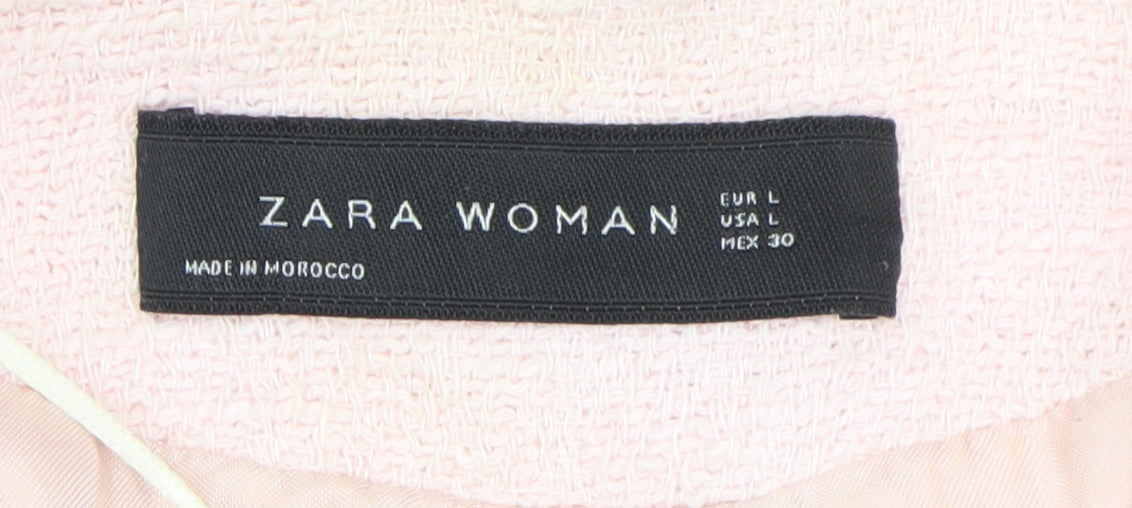 ZARA WOMAN
EUR L
USA L
MEX 30
MADE IN MOROCCO